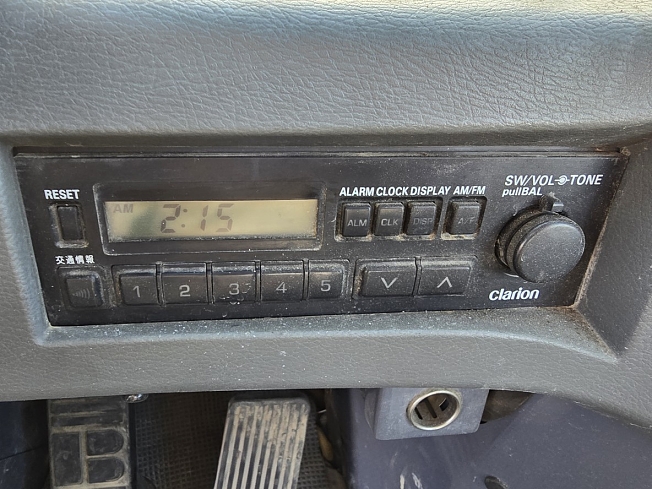 RESET
ALARM CLOCK DISPLAY AM/FM
SW/VOL TONE
pullBAL
AM 2:15
ALM CLK DISP A/F
交通情報
1 2 3 4 5
clarion